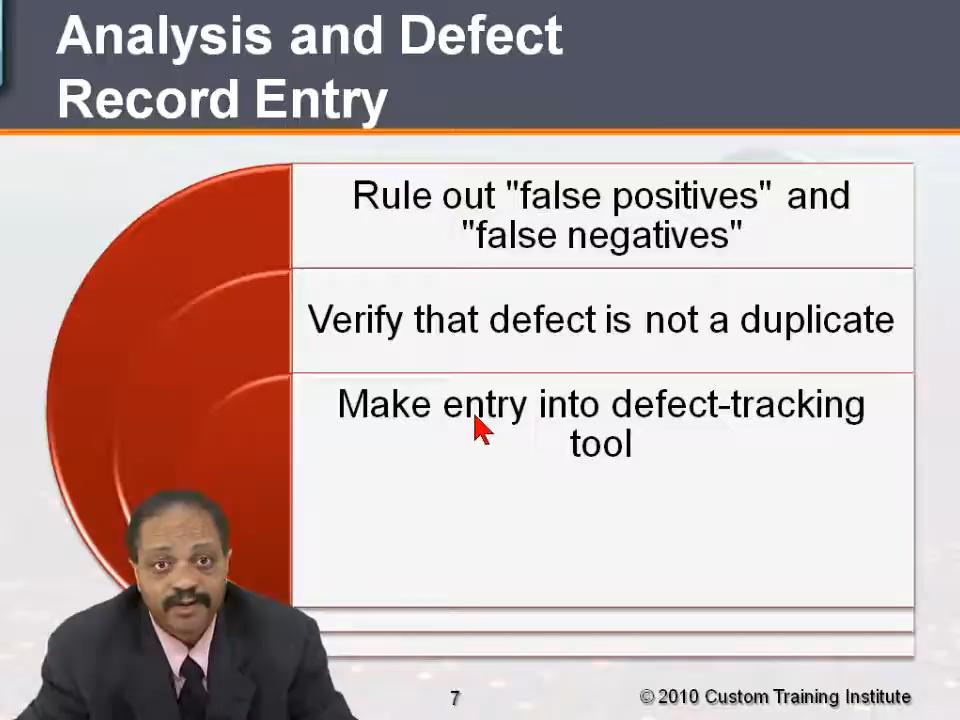 Analysis and Defect
Record Entry
Rule out "false positives" and
"false negatives"
Verify that defect is not a duplicate
Make entry into defect-tracking
tool
7
© 2010 Custom Training Institute